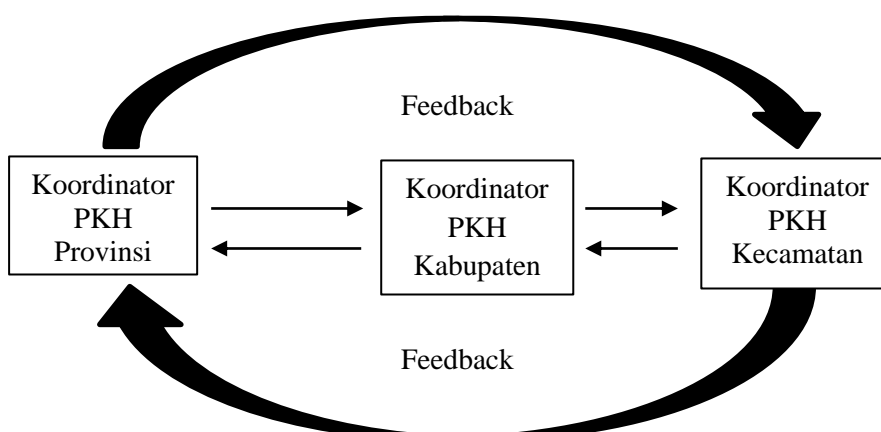 Feedback
Koordinator
PKH
Provinsi
Koordinator
PKH
Kabupaten
Koordinator
PKH
Kecamatan
Feedback